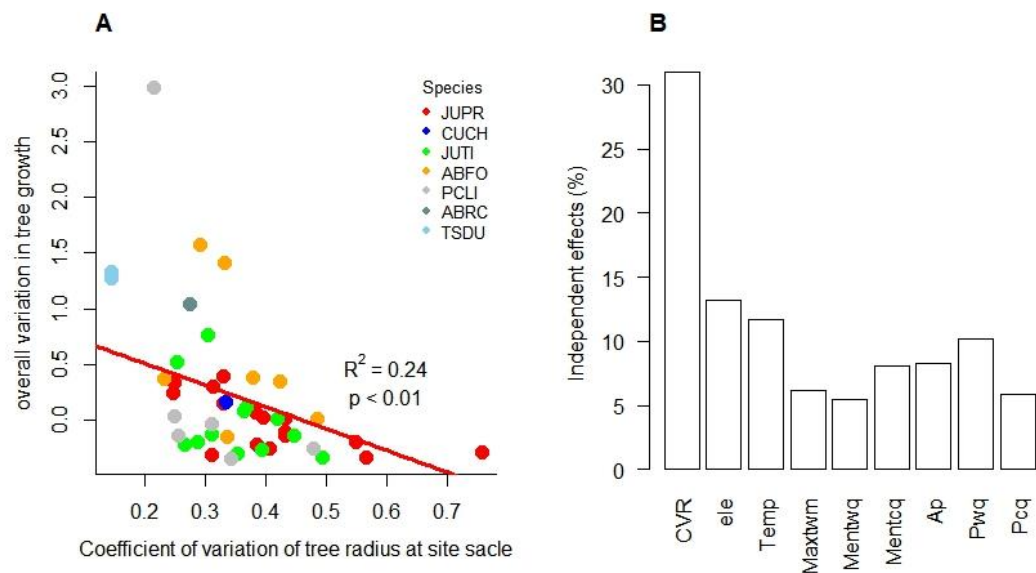 A
overall variation in tree growth
3.0
2.5
2.0
1.5
1.0
0.5
0.0
Species
JUPR
CUCH
JUTI
ABFO
PCLI
ABRC
TSDU
R² = 0.24
p < 0.01
0.2 0.3 0.4 0.5 0.6 0.7
Coefficient of variation of tree radius at site sacle
B
Independent effects (%)
30
25
20
15
10
5
0
CVR
ele
Temp
Maxtwm
Mentwq
Mentcq
Ap
Pwq
Pcq